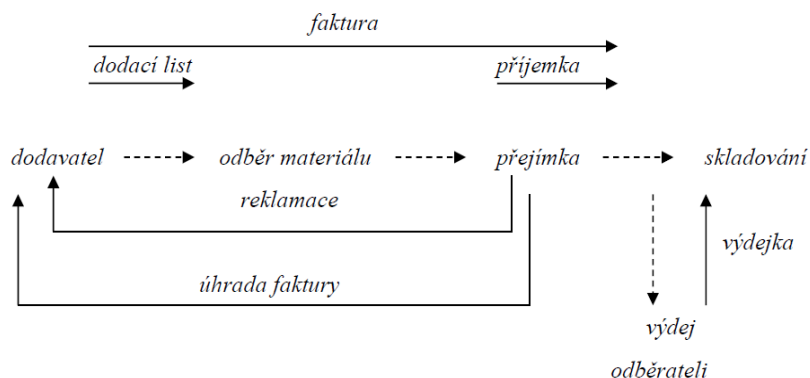 faktura
dodací list
příjemka
dodavatel
odběr materiálu
přejímka
skladování
reklamace
výdejka
úhrada faktury
výdej
odběrateli